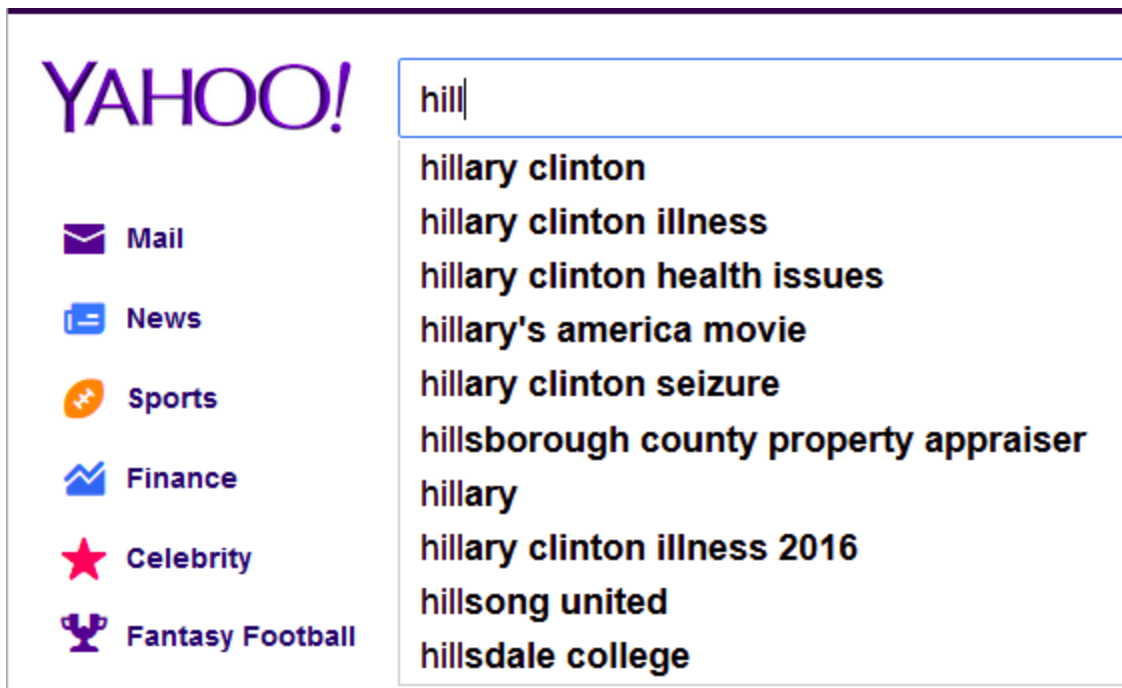 YAHOO!
hill
hillary clinton
hillary clinton illness
hillary clinton health issues
hillary's america movie
hillary clinton seizure
hillsborough county property appraiser
hillary
hillary clinton illness 2016
hillsong united
hillsdale college
Mail
News
Sports
Finance
Celebrity
Fantasy Football